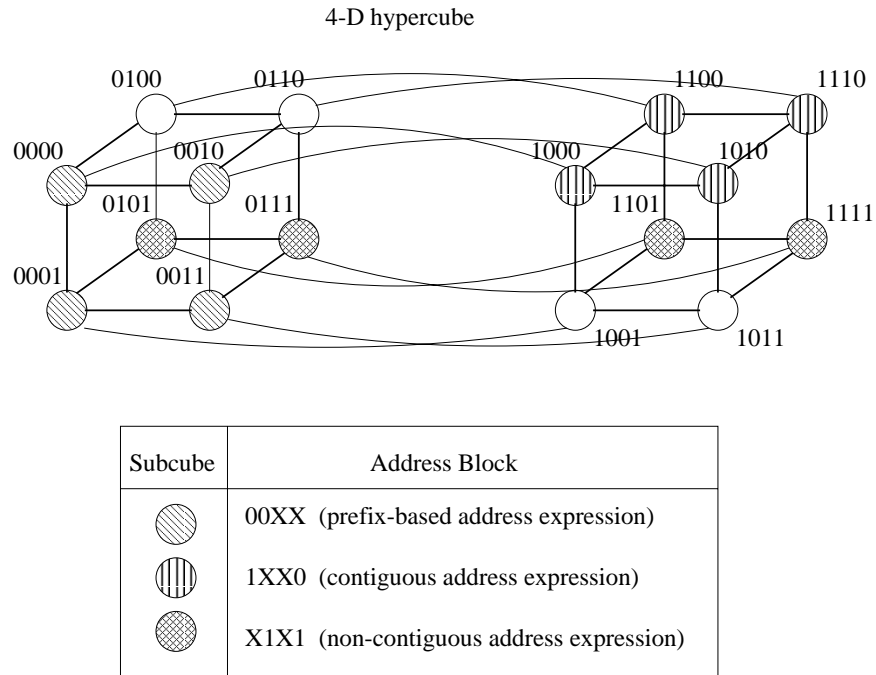 4-D hypercube
0100 0110 1100 1110
0000 0010 1000 1010
0101 0111 1101 1111
0001 0011
1001 1011
Subcube Address Block
00XX (prefix-based address expression)
1XX0 (contiguous address expression)
X1X1 (non-contiguous address expression)